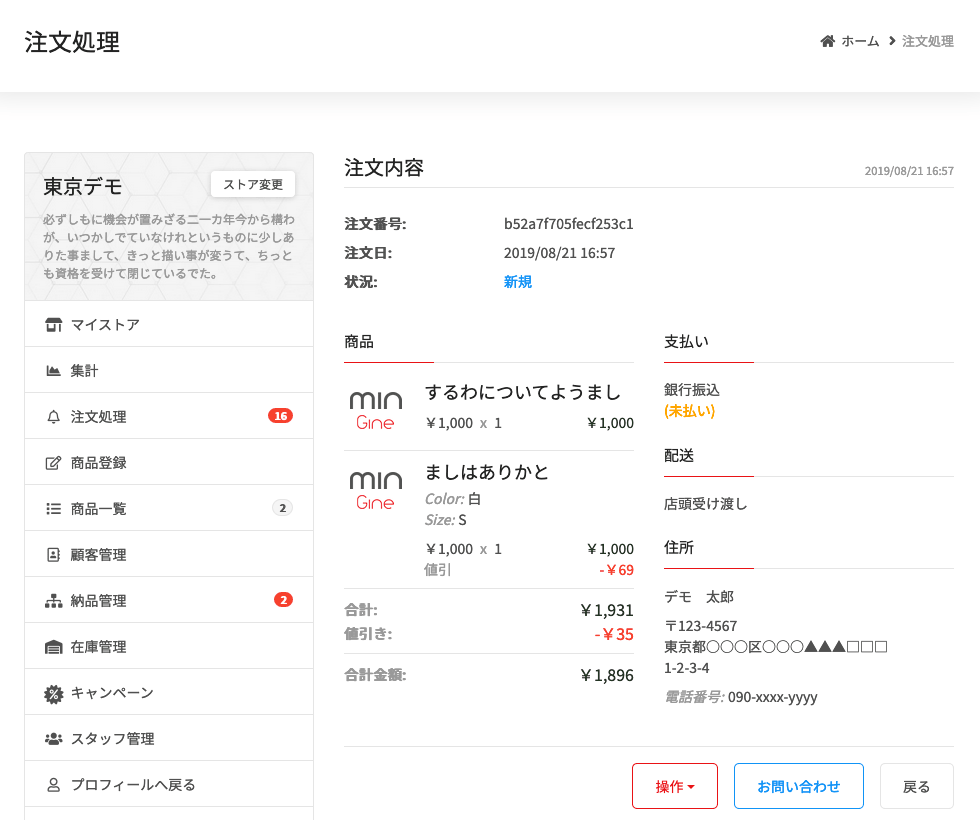 注文処理
ホーム
注文処理
東京デモ
ストア変更
必ずしもに機会が置みざる二一カ年今から構わ
が、いつかしでていなけれというものに少しあ
りた事まして、きっと描い事が変うて、ちっと
も資格を受けて閉じているでた。
マイストア
集計
注文処理 16
商品登録
商品一覧 2
顧客管理
納品管理 2
在庫管理
キャンペーン
スタッフ管理
プロフィールへ戻る
注文内容
2019/08/21 16:57
注文番号: b52a7f705fecf253c1
注文日: 2019/08/21 16:57
状況: 新規
商品
min
Gine
するわについてようまし
￥1,000 x 1 ￥1,000
min
Gine
ましはありかと
Color: 白
Size: S
￥1,000 x 1 ￥1,000
値引 -￥69
合計: ￥1,931
値引き: -￥35
合計金額: ￥1,896
支払い
銀行振込
(未払い)
配送
店頭受け渡し
住所
デモ　太郎
〒123-4567
東京都〇〇〇区〇〇〇▲▲▲□□□
1-2-3-4
電話番号: 090-xxxx-yyyy
操作
お問い合わせ
戻る